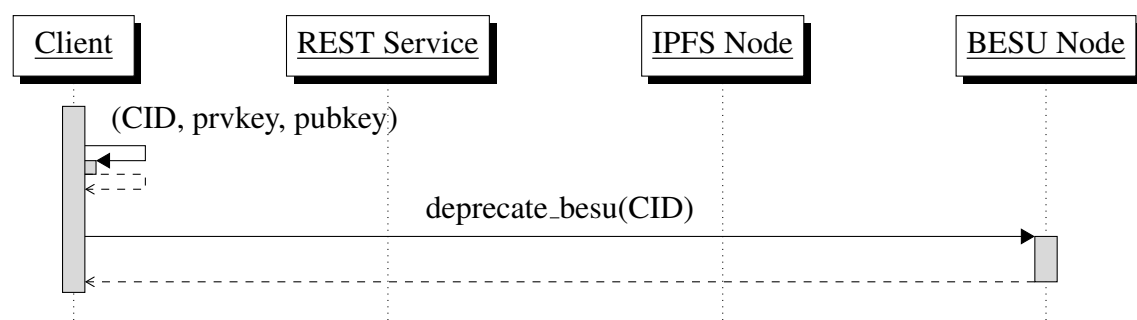 Client
REST Service
IPFS Node
BESU Node
(CID, prvkey, pubkey)
deprecate_besu(CID)